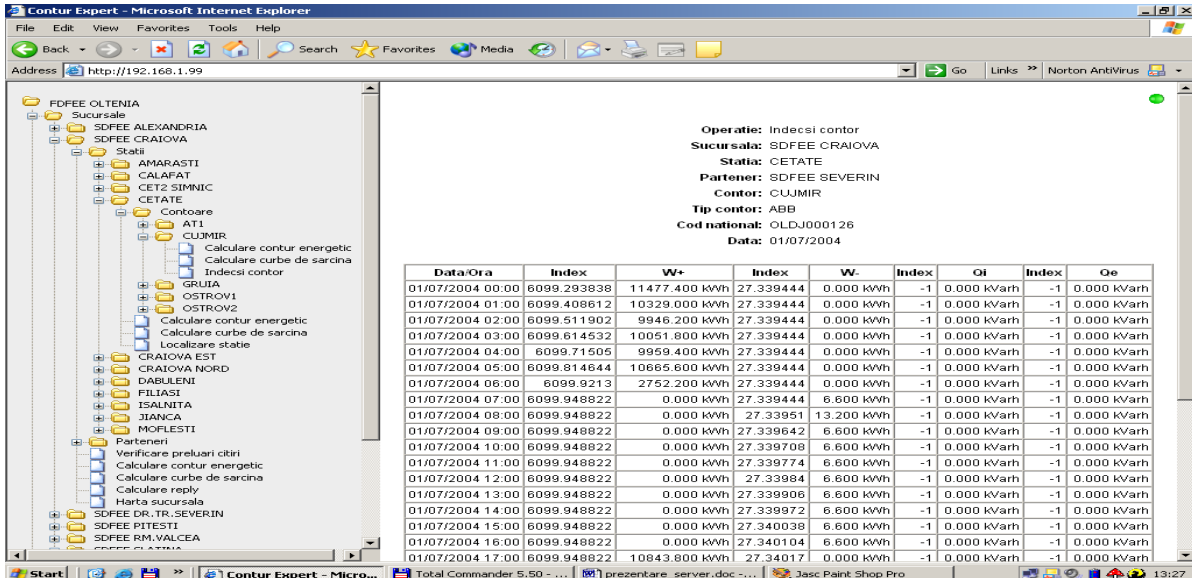 Contur Expert - Microsoft Internet Explorer
File Edit View Favorites Tools Help
Back Search Favorites Media
Address http://192.168.1.99 Go Links » Norton AntiVirus
FDFEE OLTENIA
Sucursale
SDFEE ALEXANDRIA
SDFEE CRAIOVA
Statii
AMARASTI
CALAFAT
CET2 SIMNIC
CETATE
Contoare
AT1
CUJMIR
Calculare contur energetic
Calculare curbe de sarcina
Indecsi contor
GRUIA
OSTROV1
OSTROV2
Calculare contur energetic
Calculare curbe de sarcina
Localizare statie
CRAIOVA EST
CRAIOVA NORD
DABULENI
FILIASI
ISALNITA
JIANCA
MOFLESTI
Parteneri
Verificare preluari citiri
Calculare contur energetic
Calculare curbe de sarcina
Calculare reply
Harta sucursala
SDFEE DR.TR.SEVERIN
SDFEE PITESTI
SDFEE RM.VALCEA
SDFEE SLATINA
Operatie: Indecsi contor
Sucursala: SDFEE CRAIOVA
Statia: CETATE
Partener: SDFEE SEVERIN
Contor: CUJMIR
Tip contor: ABB
Cod national: OLDJ000126
Data: 01/07/2004
Data/Ora Index W+ Index W- Index Qi Index Qe
01/07/2004 00:00 6099.293838 11477.400 kWh 27.339444 0.000 kWh -1 0.000 kVarh -1 0.000 kVarh
01/07/2004 01:00 6099.408612 10329.000 kWh 27.339444 0.000 kWh -1 0.000 kVarh -1 0.000 kVarh
01/07/2004 02:00 6099.511902 9946.200 kWh 27.339444 0.000 kWh -1 0.000 kVarh -1 0.000 kVarh
01/07/2004 03:00 6099.614532 10051.800 kWh 27.339444 0.000 kWh -1 0.000 kVarh -1 0.000 kVarh
01/07/2004 04:00 6099.71505 9959.400 kWh 27.339444 0.000 kWh -1 0.000 kVarh -1 0.000 kVarh
01/07/2004 05:00 6099.814644 10665.600 kWh 27.339444 0.000 kWh -1 0.000 kVarh -1 0.000 kVarh
01/07/2004 06:00 6099.9213 2752.200 kWh 27.339444 0.000 kWh -1 0.000 kVarh -1 0.000 kVarh
01/07/2004 07:00 6099.948822 0.000 kWh 27.339444 6.600 kWh -1 0.000 kVarh -1 0.000 kVarh
01/07/2004 08:00 6099.948822 0.000 kWh 27.33951 13.200 kWh -1 0.000 kVarh -1 0.000 kVarh
01/07/2004 09:00 6099.948822 0.000 kWh 27.339642 6.600 kWh -1 0.000 kVarh -1 0.000 kVarh
01/07/2004 10:00 6099.948822 0.000 kWh 27.339708 6.600 kWh -1 0.000 kVarh -1 0.000 kVarh
01/07/2004 11:00 6099.948822 0.000 kWh 27.339774 6.600 kWh -1 0.000 kVarh -1 0.000 kVarh
01/07/2004 12:00 6099.948822 0.000 kWh 27.33984 6.600 kWh -1 0.000 kVarh -1 0.000 kVarh
01/07/2004 13:00 6099.948822 0.000 kWh 27.339906 6.600 kWh -1 0.000 kVarh -1 0.000 kVarh
01/07/2004 14:00 6099.948822 0.000 kWh 27.339972 6.600 kWh -1 0.000 kVarh -1 0.000 kVarh
01/07/2004 15:00 6099.948822 0.000 kWh 27.340038 6.600 kWh -1 0.000 kVarh -1 0.000 kVarh
01/07/2004 16:00 6099.948822 0.000 kWh 27.340104 6.600 kWh -1 0.000 kVarh -1 0.000 kVarh
01/07/2004 17:00 6099.948822 10843.800 kWh 27.34017 0.000 kWh -1 0.000 kVarh -1 0.000 kVarh
Start » Contur Expert - Micro... Total Commander 5.50 - ... prezentare server.doc -... Jasc Paint Shop Pro 13:27